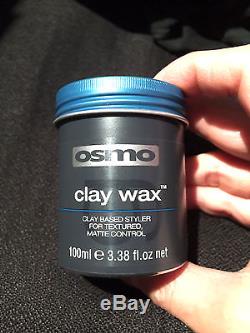 osmo
clay wax™
CLAY BASED STYLER
FOR TEXTURED,
MATTE CONTROL
100ml e 3.38 fl.oz net